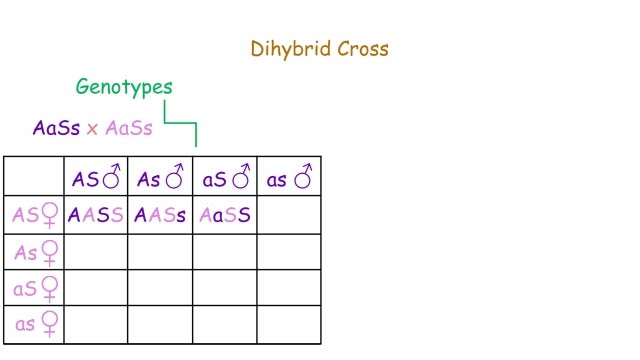 Dihybrid Cross
Genotypes
AaSs x AaSs
AS♂ As♂ aS♂ as♂
AS♀ AASS AASs AaSS
As♀
aS♀
as♀